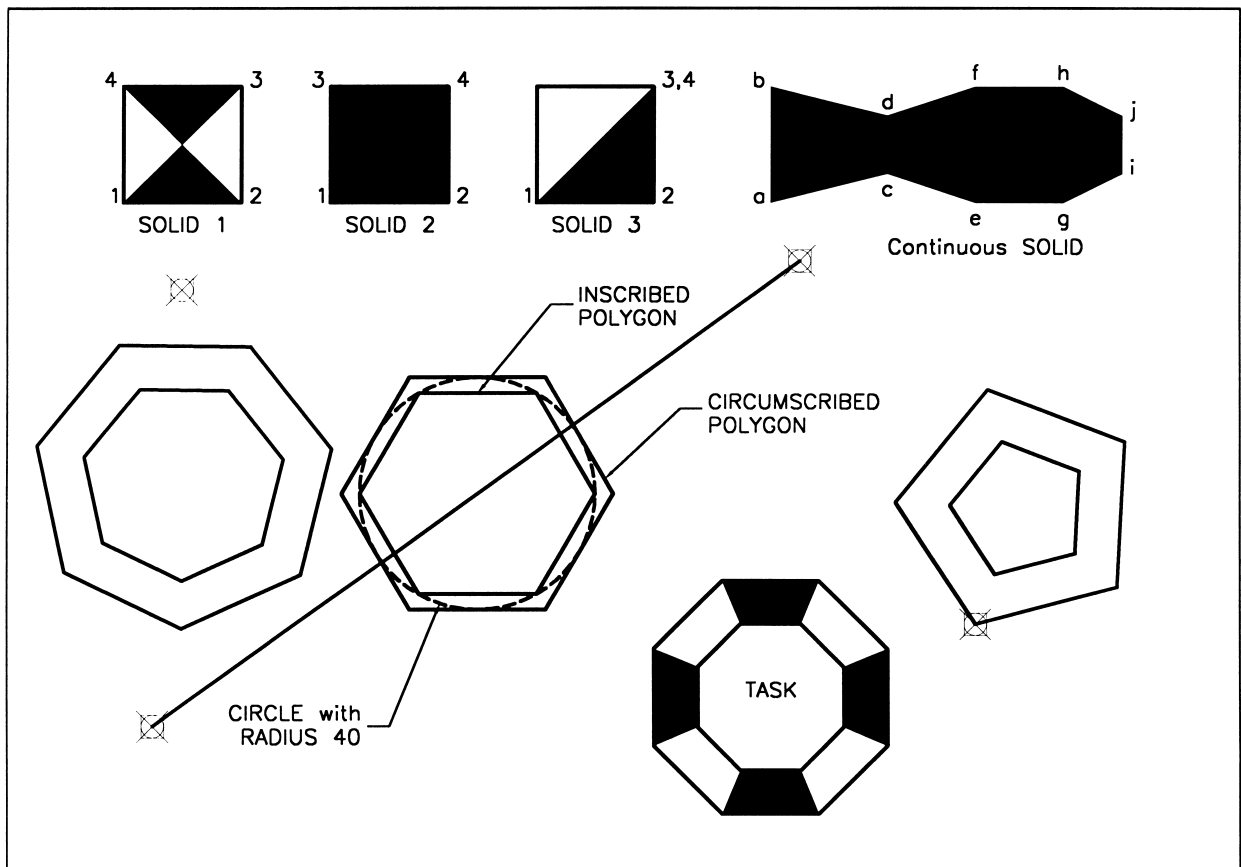 4 3
1 2
SOLID 1
3 4
1 2
SOLID 2
3,4
1 2
SOLID 3
b d f h j
a c e g i
Continuous SOLID
INSCRIBED
POLYGON
CIRCUMSCRIBED
POLYGON
CIRCLE with
RADIUS 40
TASK